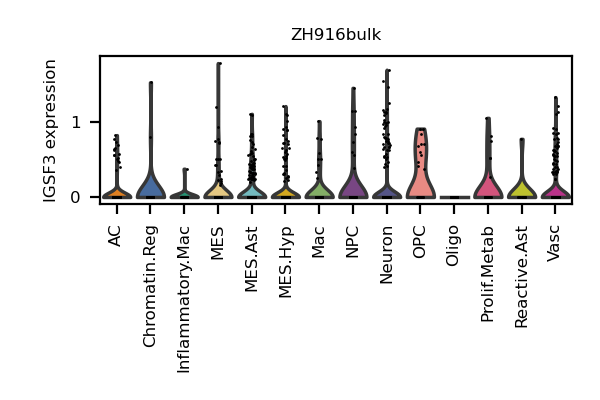 ZH916bulk
IGSF3 expression
1
0
AC
Chromatin.Reg
Inflammatory.Mac
MES
MES.Ast
MES.Hyp
Mac
NPC
Neuron
OPC
Oligo
Prolif.Metab
Reactive.Ast
Vasc